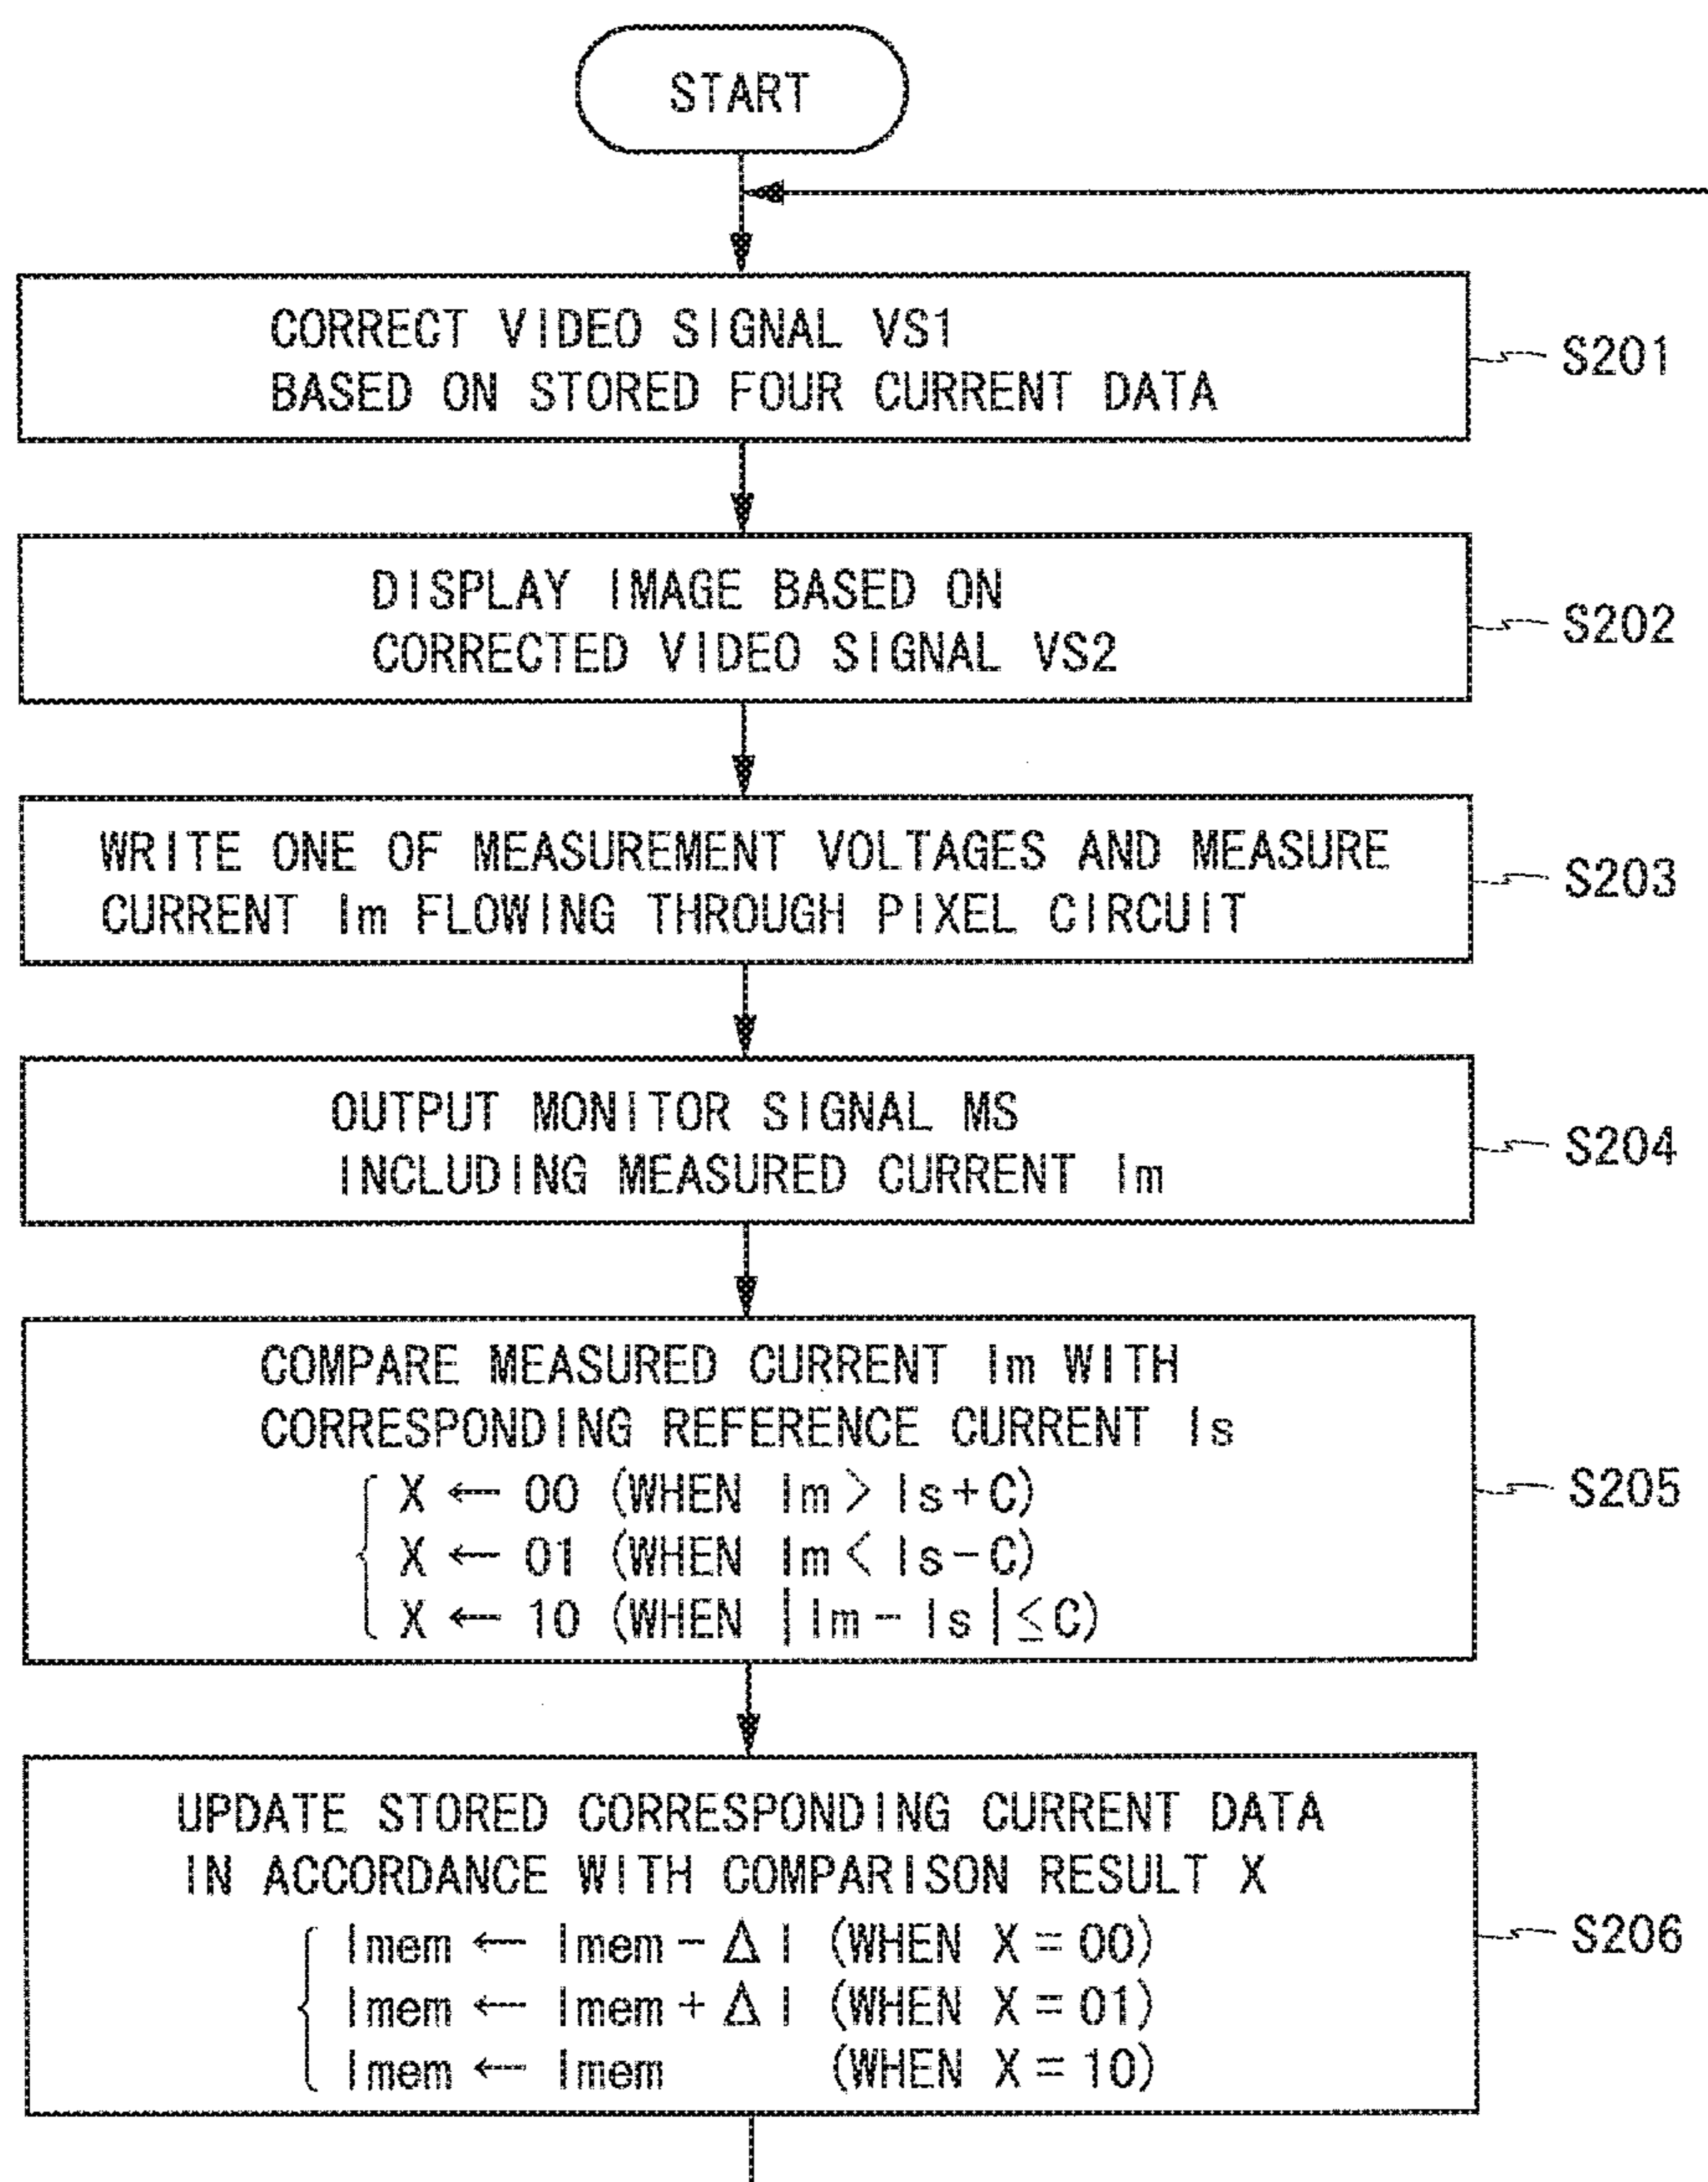 START
CORRECT VIDEO SIGNAL VS1
BASED ON STORED FOUR CURRENT DATA
S201
DISPLAY IMAGE BASED ON
CORRECTED VIDEO SIGNAL VS2
S202
WRITE ONE OF MEASUREMENT VOLTAGES AND MEASURE
CURRENT Im FLOWING THROUGH PIXEL CIRCUIT
S203
OUTPUT MONITOR SIGNAL MS
INCLUDING MEASURED CURRENT Im
S204
COMPARE MEASURED CURRENT Im WITH
CORRESPONDING REFERENCE CURRENT Is
X ← 00 (WHEN Im > Is+C)
X ← 01 (WHEN Im < Is-C)
X ← 10 (WHEN |Im-Is|≤C)
S205
UPDATE STORED CORRESPONDING CURRENT DATA
IN ACCORDANCE WITH COMPARISON RESULT X
Imem ← Imem - ΔI (WHEN X = 00)
Imem ← Imem + ΔI (WHEN X = 01)
Imem ← Imem (WHEN X = 10)
S206